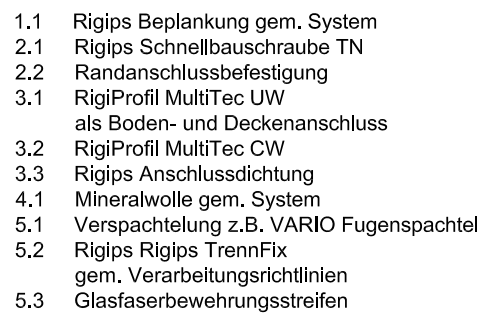 1.1 Rigips Beplankung gem. System
2.1 Rigips Schnellbauschraube TN
2.2 Randanschlussbefestigung
3.1 RigiProfil MultiTec UW
als Boden- und Deckenanschluss
3.2 RigiProfil MultiTec CW
3.3 Rigips Anschlussdichtung
4.1 Mineralwolle gem. System
5.1 Verspachtelung z.B. VARIO Fugenspachtel
5.2 Rigips Rigips TrennFix
gem. Verarbeitungsrichtlinien
5.3 Glasfaserbewehrungsstreifen